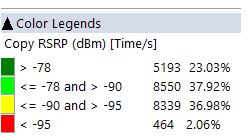 Color Legends
Copy RSRP (dBm) [Time/s]
> -78 5193 23.03%
<= -78 and > -90 8550 37.92%
<= -90 and > -95 8339 36.98%
< -95 464 2.06%